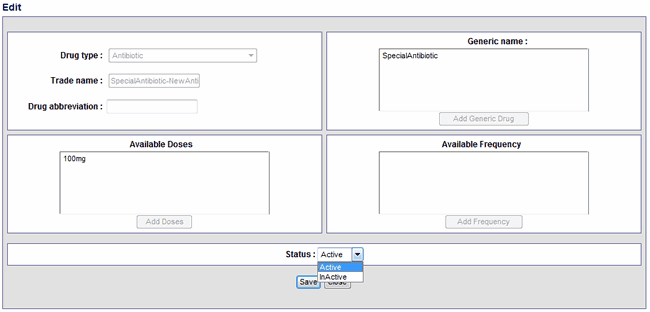 Edit
Drug type :
Antibiotic
Trade name :
SpecialAntibiotic-NewAnti
Drug abbreviation :
Generic name :
SpecialAntibiotic
Add Generic Drug
Available Doses
100mg
Add Doses
Available Frequency
Add Frequency
Status :
Active
Active
InActive
Save
Close